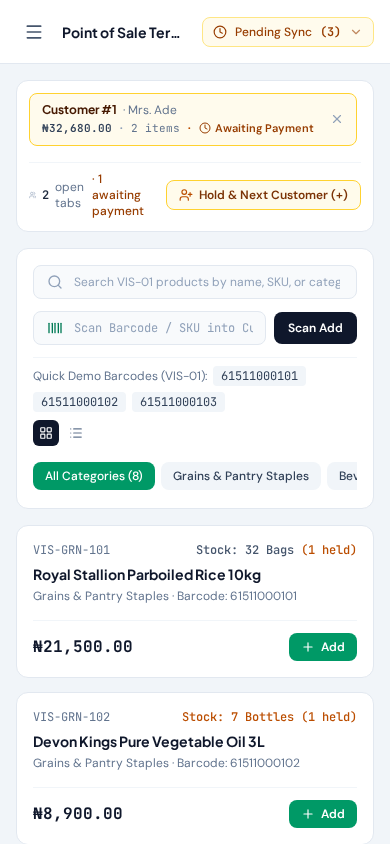 Point of Sale Ter...
Pending Sync (3)
Customer #1 · Mrs. Ade
₦32,680.00 · 2 items · Awaiting Payment
2 open tabs · 1 awaiting payment
Hold & Next Customer (+)
Search VIS-01 products by name, SKU, or categ
Scan Barcode / SKU into Cu
Scan Add
Quick Demo Barcodes (VIS-01): 61511000101
61511000102 61511000103
All Categories (8) Grains & Pantry Staples Bev
VIS-GRN-101 Stock: 32 Bags (1 held)
Royal Stallion Parboiled Rice 10kg
Grains & Pantry Staples · Barcode: 61511000101
₦21,500.00 + Add
VIS-GRN-102 Stock: 7 Bottles (1 held)
Devon Kings Pure Vegetable Oil 3L
Grains & Pantry Staples · Barcode: 61511000102
₦8,900.00 + Add